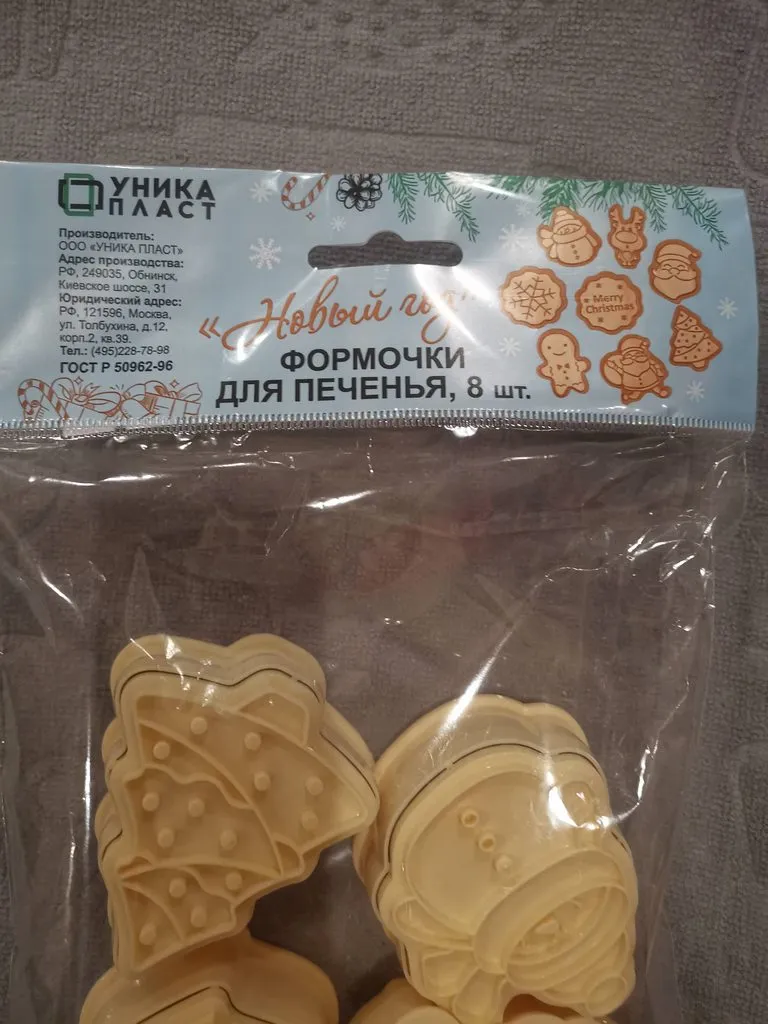 УНИКА
ПЛАСТ
Производитель:
ООО «УНИКА ПЛАСТ»
Адрес производства:
РФ, 249035, Обнинск,
Киевское шоссе, 31
Юридический адрес:
РФ, 121596, Москва,
ул. Толбухина, д.12,
корп.2, кв.39.
Тел.: (495)228-78-98
ГОСТ Р 50962-96
«Новый год»
ФОРМОЧКИ
ДЛЯ ПЕЧЕНЬЯ, 8 шт.
Merry
Christmas